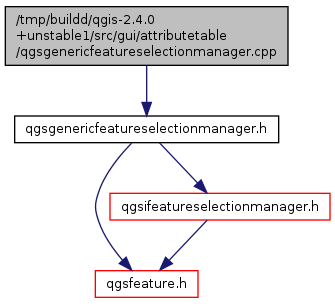 /tmp/buildd/qgis-2.4.0
+unstable1/src/gui/attributetable
/qgsgenericfeatureselectionmanager.cpp
qgsgenericfeatureselectionmanager.h
qgsifeatureselectionmanager.h
qgsfeature.h